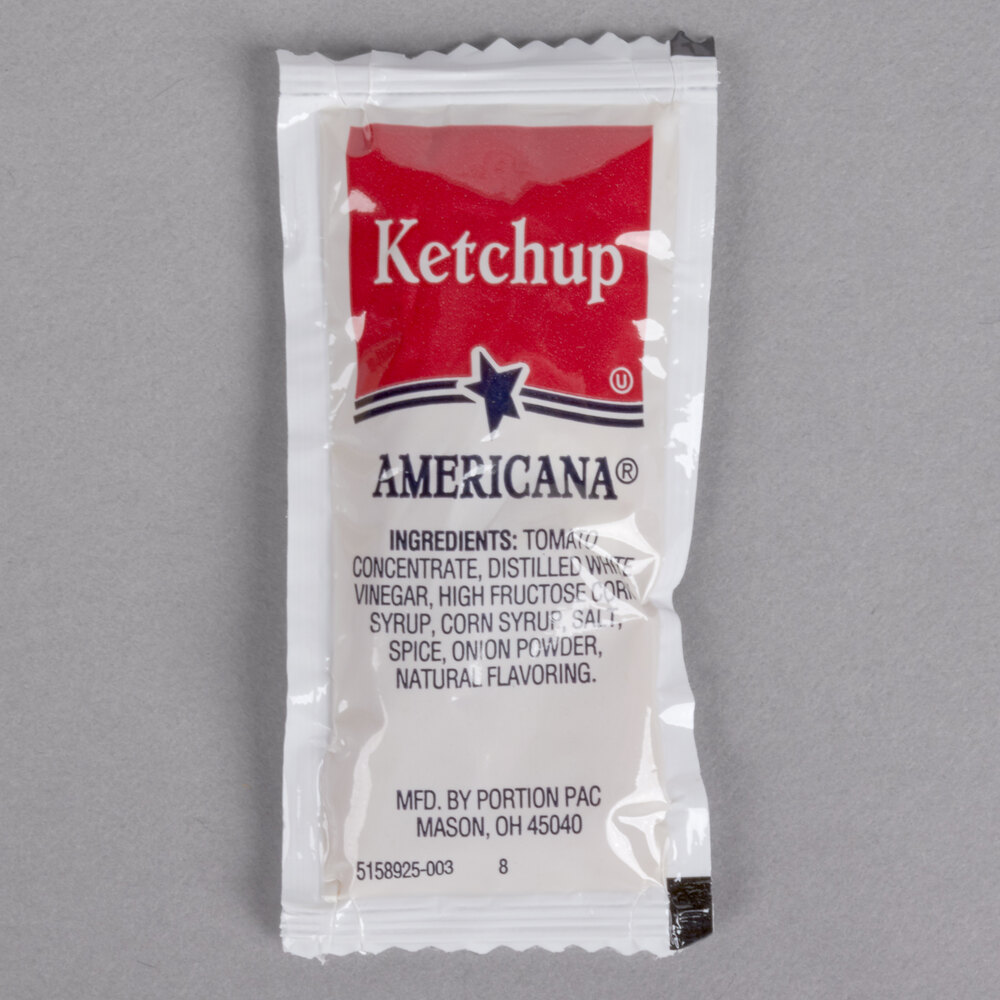 Ketchup
U
AMERICANA®
INGREDIENTS: TOMATO
CONCENTRATE, DISTILLED WHITE
VINEGAR, HIGH FRUCTOSE CORN
SYRUP, CORN SYRUP, SALT,
SPICE, ONION POWDER,
NATURAL FLAVORING.
MFD. BY PORTION PAC
MASON, OH 45040
5158925-003 8